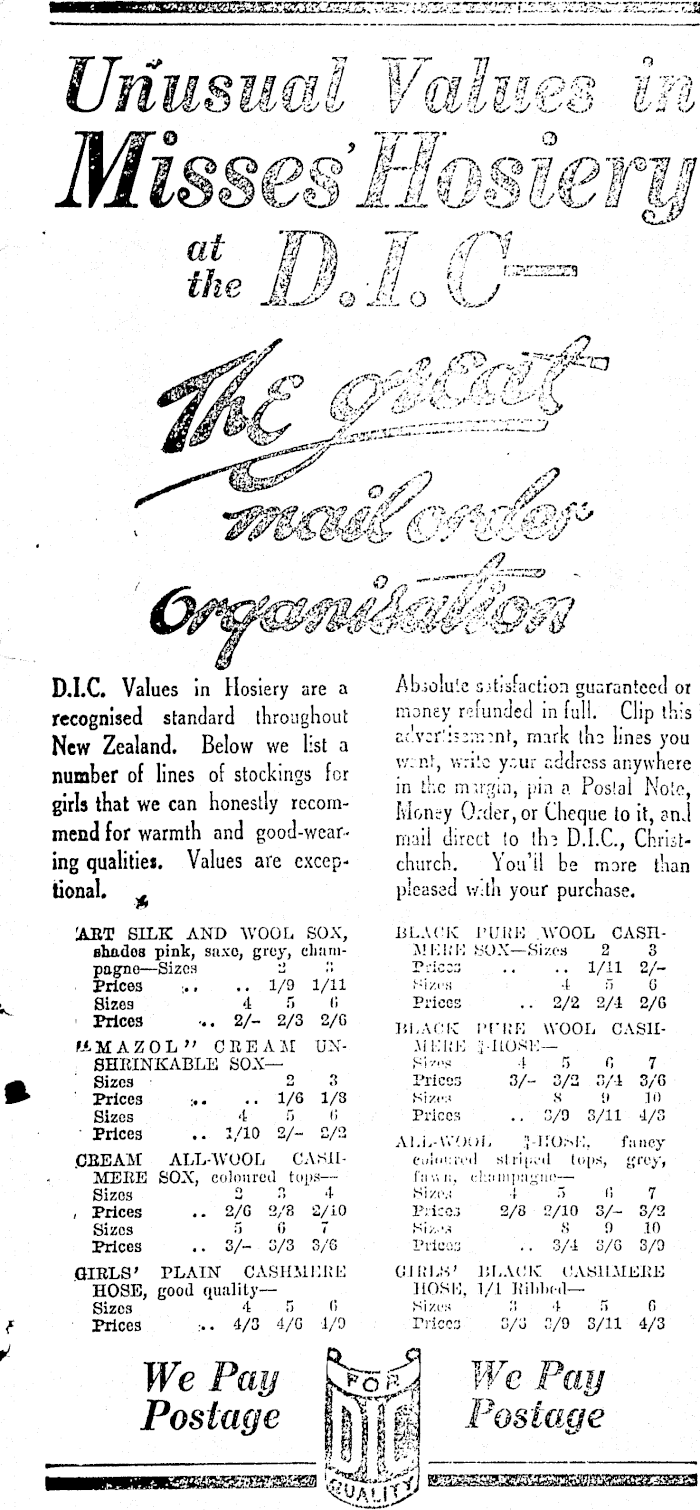 Unusual Values in
Misses' Hosiery
at
the D.I.C—
The great
mail order
organisation
D.I.C. Values in Hosiery are a
recognised standard throughout
New Zealand. Below we list a
number of lines of stockings for
girls that we can honestly recom-
mend for warmth and good-wear-
ing qualities. Values are excep-
tional.
ART SILK AND WOOL SOX,
shades pink, saxe, grey, cham-
pagne—Sizes 2 3
Prices .. .. 1/9 1/11
Sizes 4 5 6
Prices .. 2/- 2/3 2/6
"MAZOL" CREAM UN-
SHRINKABLE SOX—
Sizes 2 3
Prices .. .. 1/6 1/8
Sizes 4 5 6
Prices .. 1/10 2/- 2/2
CREAM ALL-WOOL CASH-
MERE SOX, coloured tops—
Sizes 2 3 4
Prices .. 2/6 2/8 2/10
Sizes 5 6 7
Prices .. 3/- 3/3 3/6
GIRLS' PLAIN CASHMERE
HOSE, good quality—
Sizes 4 5 6
Prices .. 4/3 4/6 4/9
Absolute satisfaction guaranteed or
money refunded in full. Clip this
advertisement, mark the lines you
want, write your address anywhere
in the margin, pin a Postal Note,
Money Order, or Cheque to it, and
mail direct to the D.I.C., Christ-
church. You'll be more than
pleased with your purchase.
BLACK PURE WOOL CASH-
MERE SOX—Sizes 2 3
Prices .. .. 1/11 2/-
Sizes 4 5 6
Prices .. 2/2 2/4 2/6
BLACK PURE WOOL CASH-
MERE ¾-HOSE—
Sizes 4 5 6 7
Prices 3/- 3/2 3/4 3/6
Sizes 8 9 10
Prices .. 3/9 3/11 4/3
ALL-WOOL ¾-HOSE, fancy
coloured striped tops, grey,
fawn, champagne—
Sizes 4 5 6 7
Prices 2/8 2/10 3/- 3/2
Sizes 8 9 10
Prices .. 3/4 3/6 3/9
GIRLS' BLACK CASHMERE
HOSE, 1/1 Ribbed—
Sizes 3 4 5 6
Prices 3/6 3/9 3/11 4/3
We Pay
Postage
FOR
DIC
QUALITY
We Pay
Postage